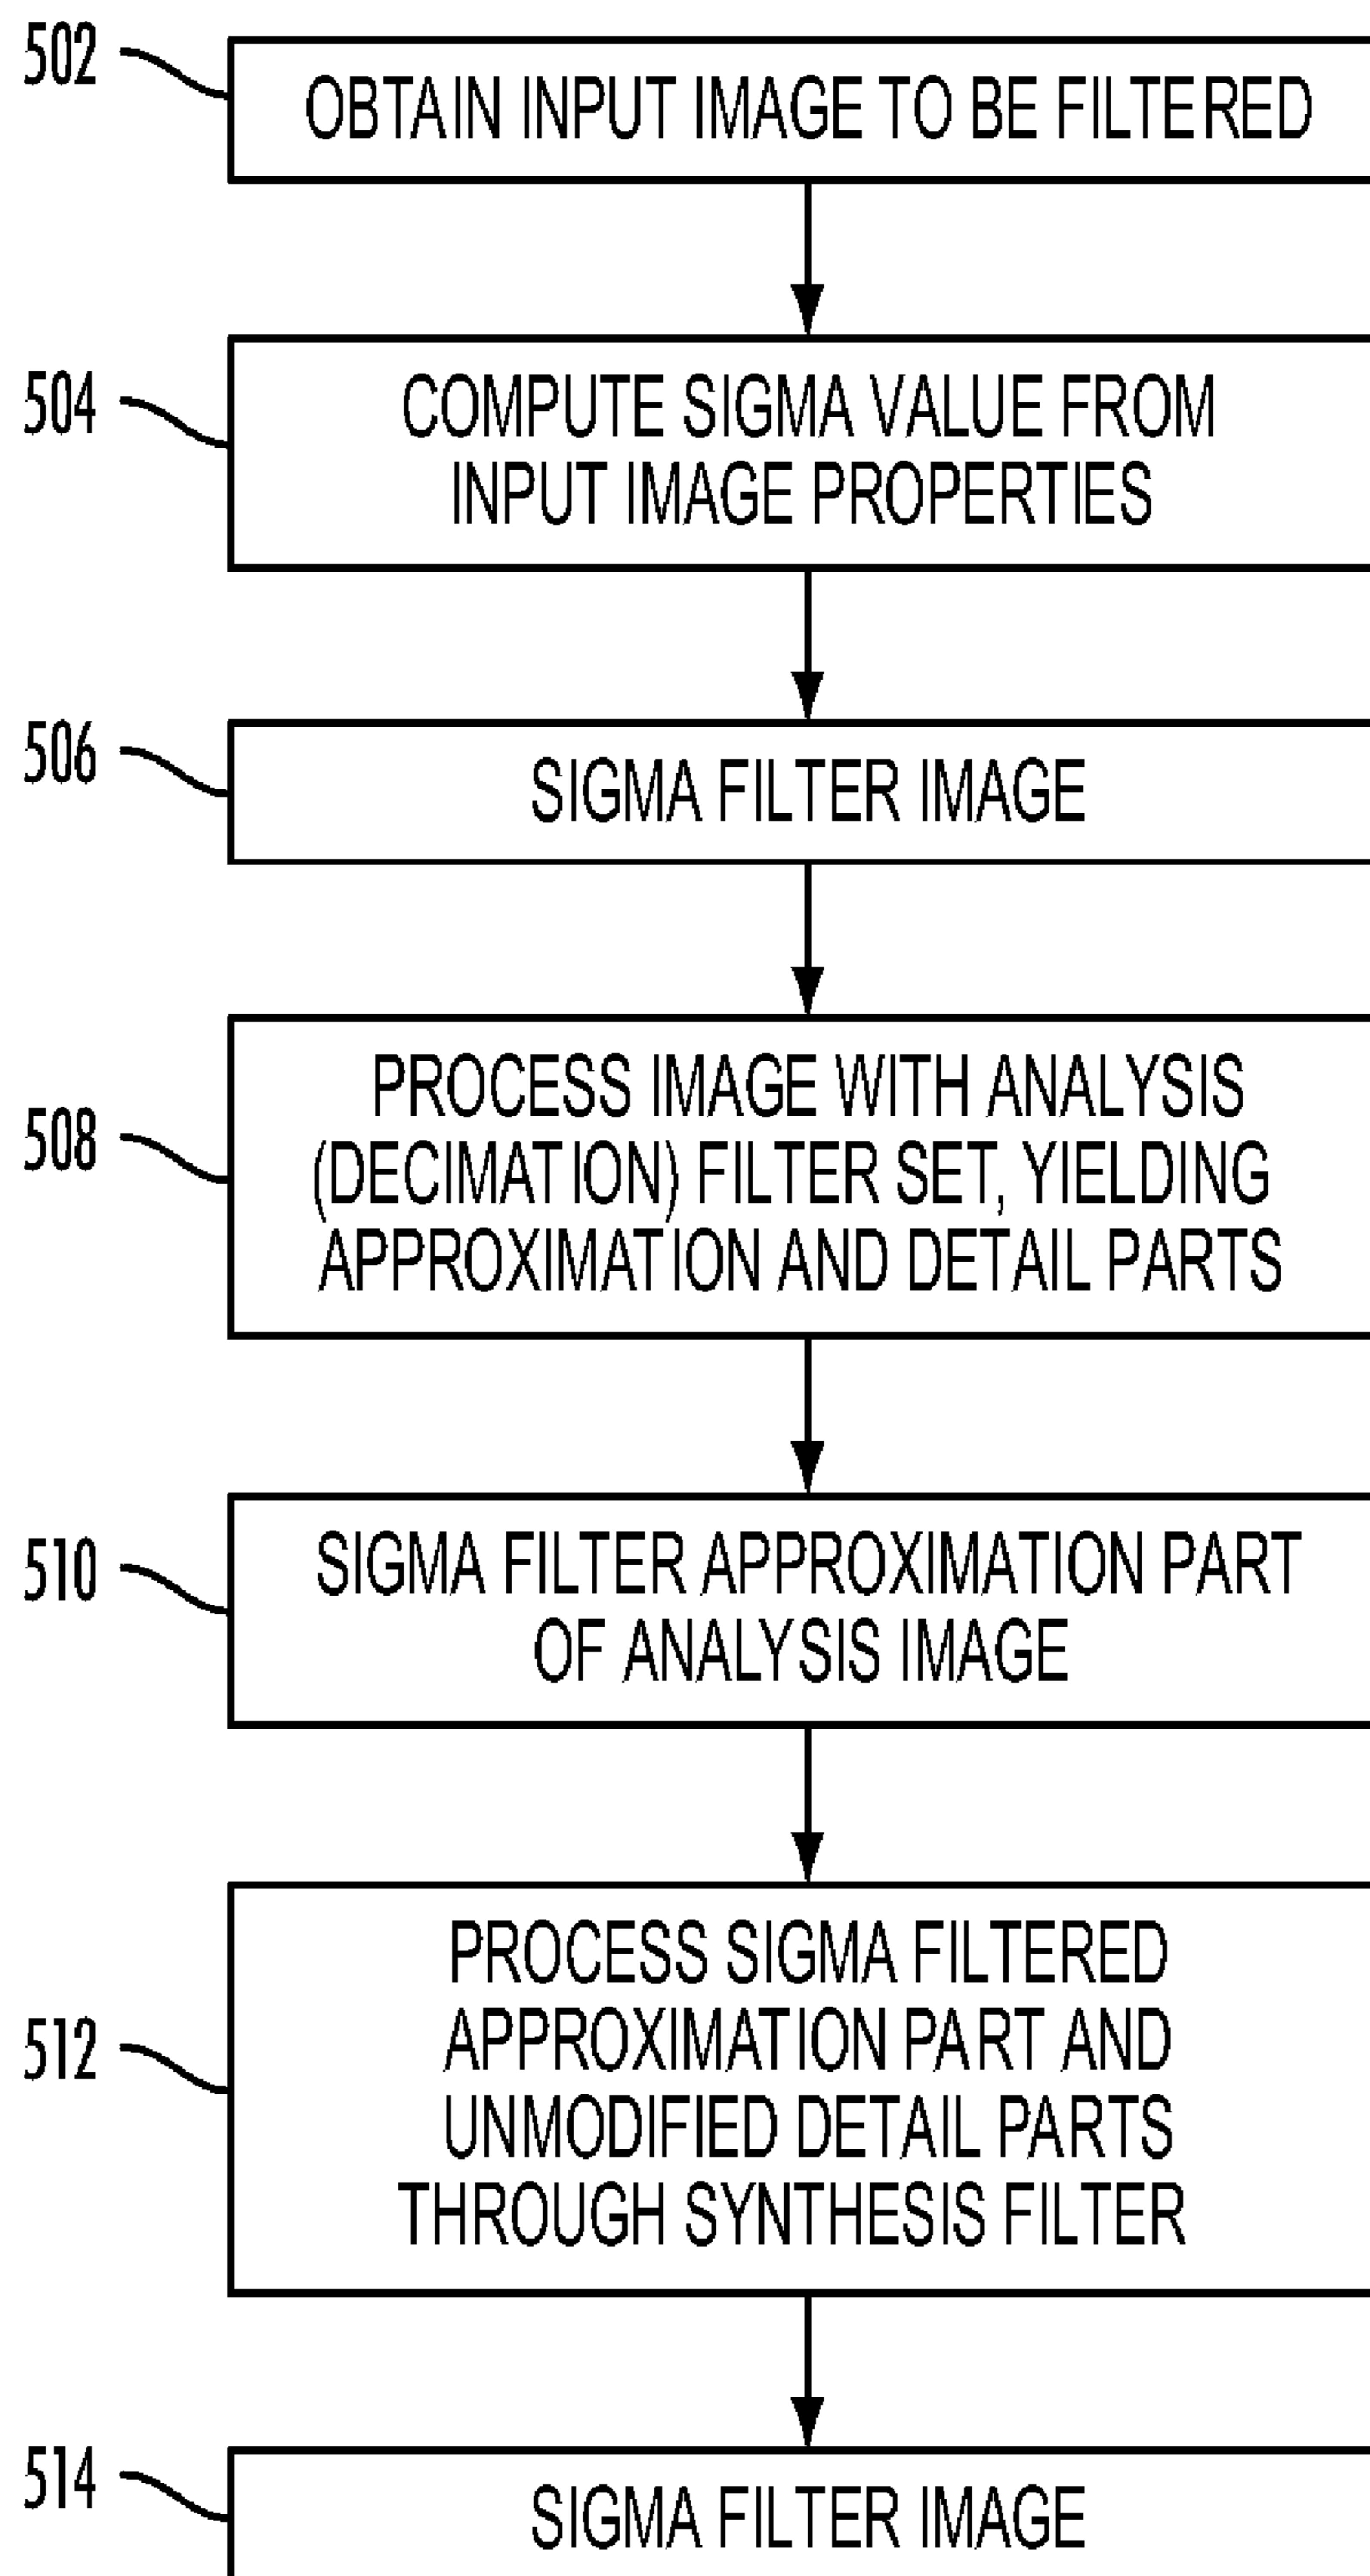 502
OBTAIN INPUT IMAGE TO BE FILTERED
504
COMPUTE SIGMA VALUE FROM
INPUT IMAGE PROPERTIES
506
SIGMA FILTER IMAGE
508
PROCESS IMAGE WITH ANALYSIS
(DECIMATION) FILTER SET, YIELDING
APPROXIMATION AND DETAIL PARTS
510
SIGMA FILTER APPROXIMATION PART
OF ANALYSIS IMAGE
512
PROCESS SIGMA FILTERED
APPROXIMATION PART AND
UNMODIFIED DETAIL PARTS
THROUGH SYNTHESIS FILTER
514
SIGMA FILTER IMAGE